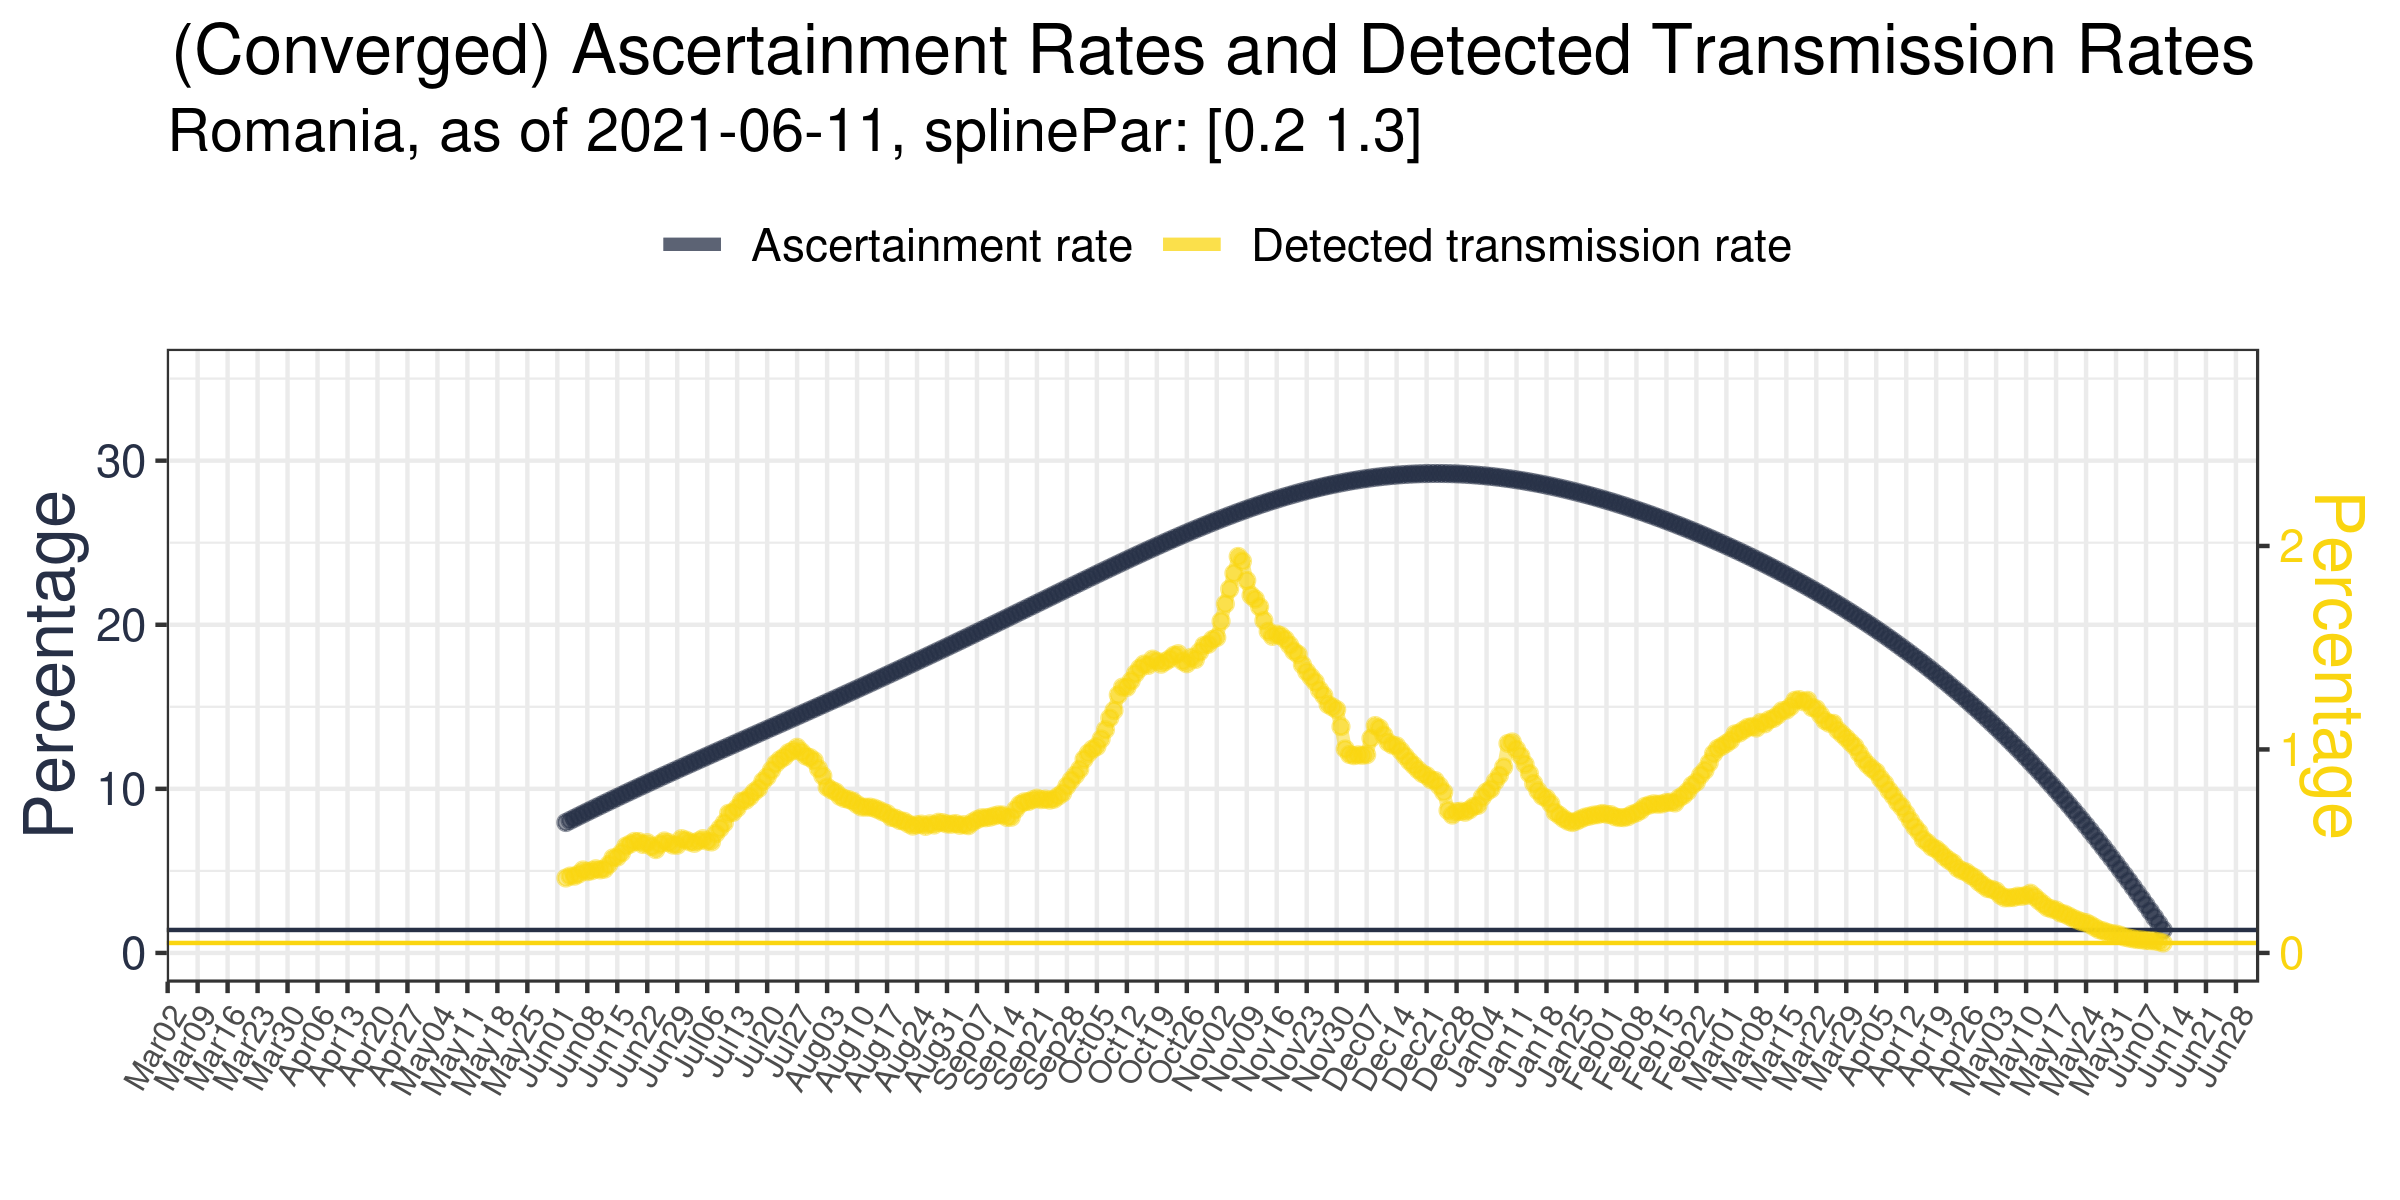 (Converged) Ascertainment Rates and Detected Transmission Rates
Romania, as of 2021-06-11, splinePar: [0.2 1.3]
Ascertainment rate
Detected transmission rate
Percentage
30
20
10
0
Percentage
2
1
0
Mar02
Mar09
Mar16
Mar23
Mar30
Apr06
Apr13
Apr20
Apr27
May04
May11
May18
May25
Jun01
Jun08
Jun15
Jun22
Jun29
Jul06
Jul13
Jul20
Jul27
Aug03
Aug10
Aug17
Aug24
Aug31
Sep07
Sep14
Sep21
Sep28
Oct05
Oct12
Oct19
Oct26
Nov02
Nov09
Nov16
Nov23
Nov30
Dec07
Dec14
Dec21
Dec28
Jan04
Jan11
Jan18
Jan25
Feb01
Feb08
Feb15
Feb22
Mar01
Mar08
Mar15
Mar22
Mar29
Apr05
Apr12
Apr19
Apr26
May03
May10
May17
May24
May31
Jun07
Jun14
Jun21
Jun28